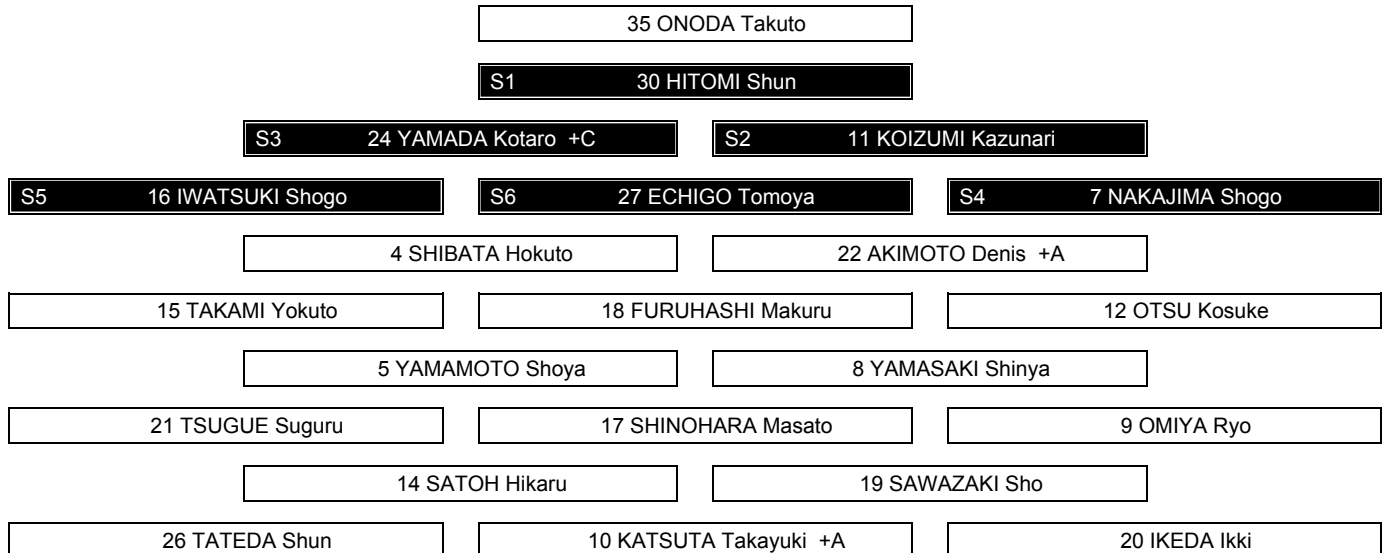 35 ONODA Takuto
S1 30 HITOMI Shun
S3 24 YAMADA Kotaro +C S2 11 KOIZUMI Kazunari
S5 16 IWATSUKI Shogo S6 27 ECHIGO Tomoya S4 7 NAKAJIMA Shogo
4 SHIBATA Hokuto 22 AKIMOTO Denis +A
15 TAKAMI Yokuto 18 FURUHASHI Makuru 12 OTSU Kosuke
5 YAMAMOTO Shoya 8 YAMASAKI Shinya
21 TSUGUE Suguru 17 SHINOHARA Masato 9 OMIYA Ryo
14 SATOH Hikaru 19 SAWAZAKI Sho
26 TATEDA Shun 10 KATSUTA Takayuki +A 20 IKEDA Ikki